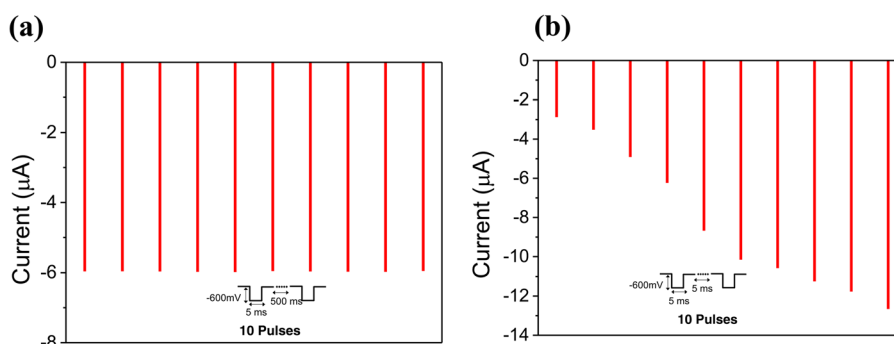 (a)
0
-2
-4
-6
-8
Current (μA)
-600mV
5 ms
500 ms
10 Pulses
(b)
0
-2
-4
-6
-8
-10
-12
-14
Current (μA)
-600mV
5 ms
5 ms
10 Pulses